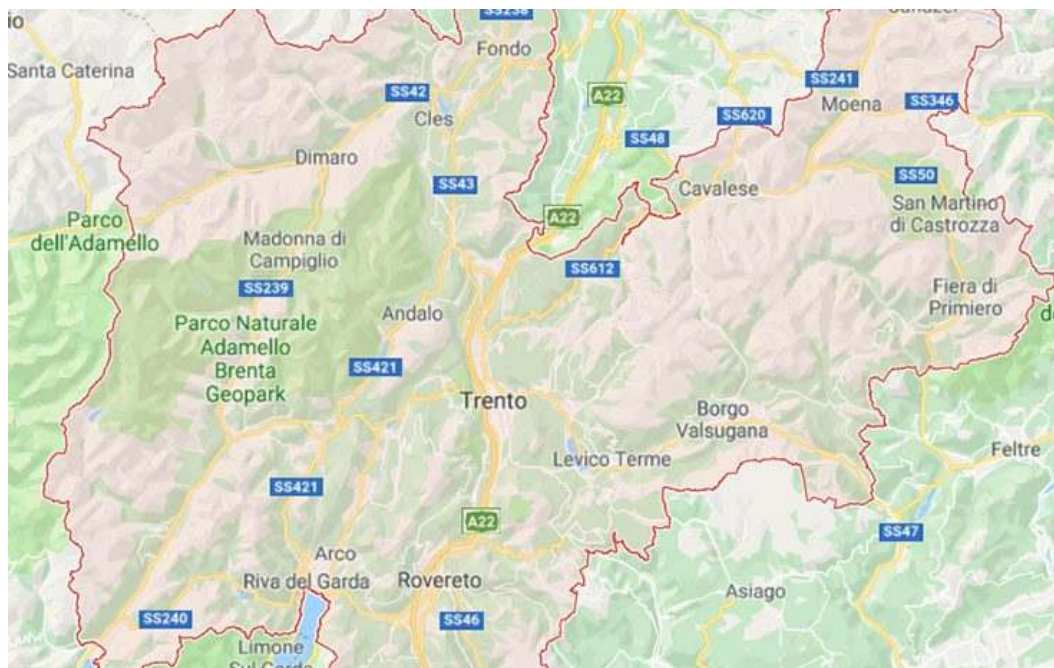 SS238
Fondo
Santa Caterina
SS42
A22
SS241
Moena
SS346
Cles
SS620
SS48
Dimaro
SS43
Cavalese
SS50
San Martino
di Castrozza
Parco
dell'Adamello
A22
Madonna di
Campiglio
SS612
SS239
Fiera di
Primiero
Andalo
Parco Naturale
Adamello
Brenta
Geopark
SS421
Trento
Borgo
Valsugana
Levico Terme
Feltre
SS421
A22
SS47
Arco
Riva del Garda
Rovereto
Asiago
SS240
SS46
Limone
Sul Garda